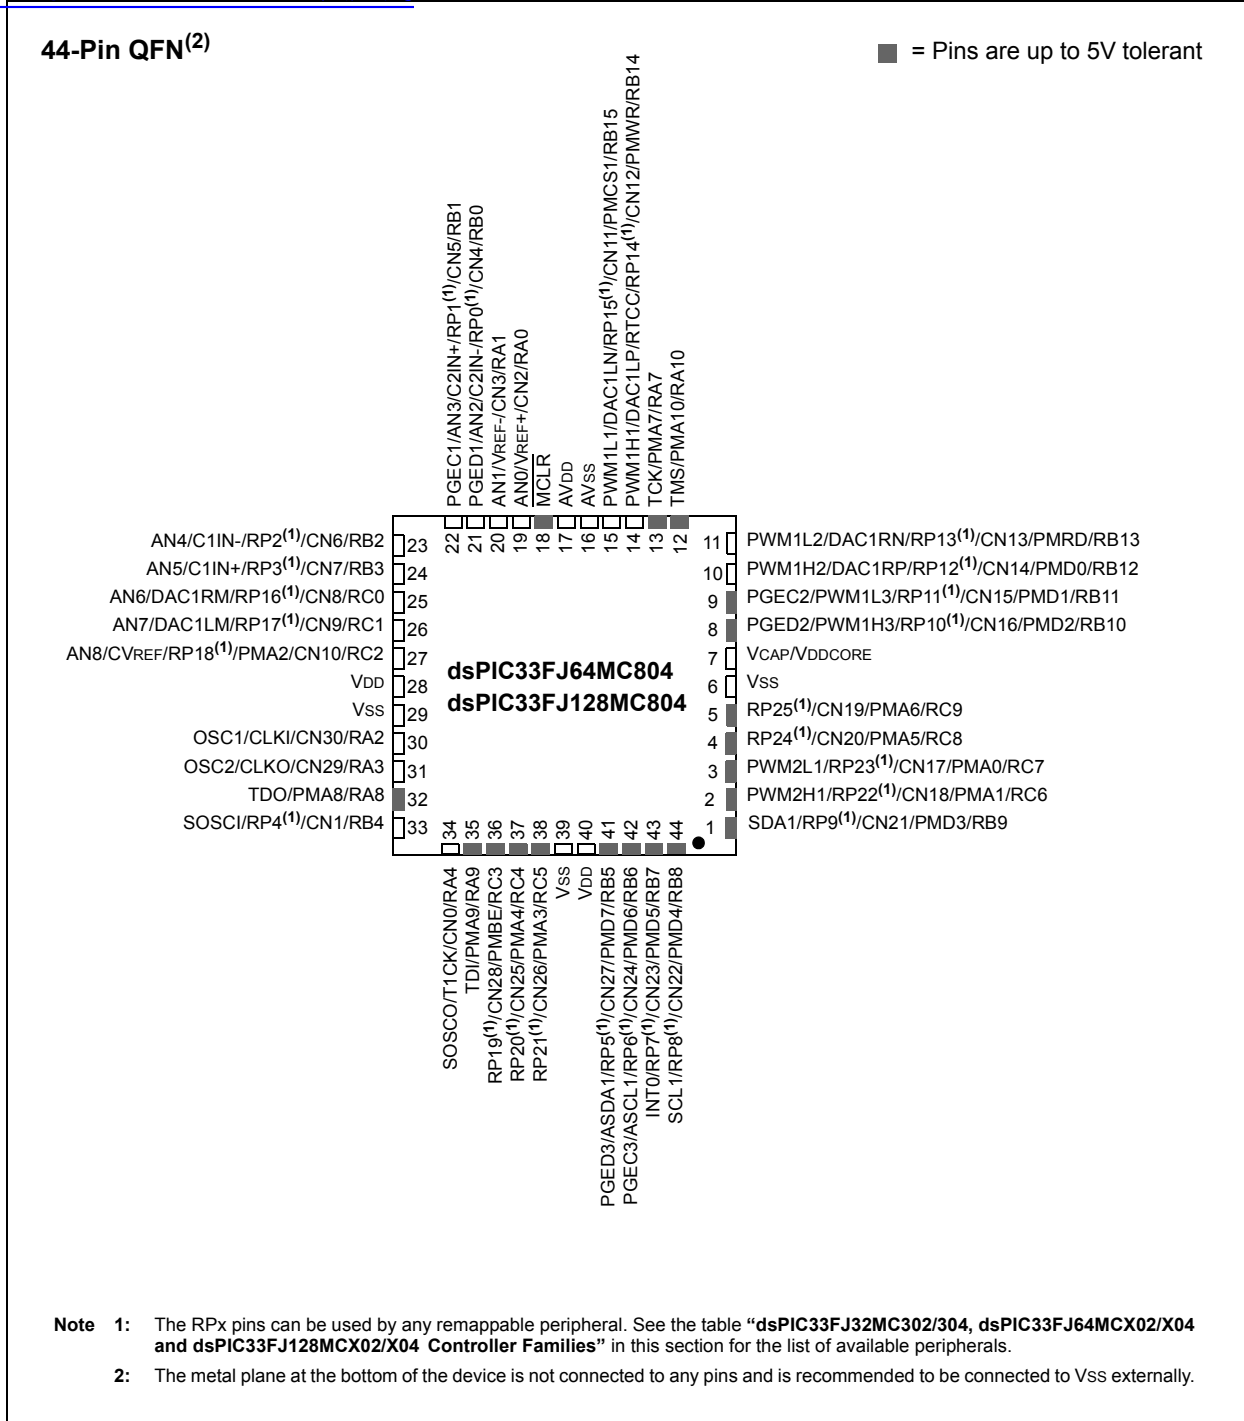 44-Pin QFN(2)
= Pins are up to 5V tolerant
PGEC1/AN3/C2IN+/RP1(1)/CN5/RB1
PGED1/AN2/C2IN-/RP0(1)/CN4/RB0
AN1/VREF-/CN3/RA1
AN0/VREF+/CN2/RA0
MCLR
AVDD
AVSS
PWM1L1/DAC1LN/RP15(1)/CN11/PMCS1/RB15
PWM1H1/DAC1LP/RTCC/RP14(1)/CN12/PMWR/RB14
TCK/PMA7/RA7
TMS/PMA10/RA10
22 21 20 19 18 17 16 15 14 13 12
AN4/C1IN-/RP2(1)/CN6/RB2 23
AN5/C1IN+/RP3(1)/CN7/RB3 24
AN6/DAC1RM/RP16(1)/CN8/RC0 25
AN7/DAC1LM/RP17(1)/CN9/RC1 26
AN8/CVREF/RP18(1)/PMA2/CN10/RC2 27
VDD 28
VSS 29
OSC1/CLKI/CN30/RA2 30
OSC2/CLKO/CN29/RA3 31
TDO/PMA8/RA8 32
SOSCI/RP4(1)/CN1/RB4 33
dsPIC33FJ64MC804
dsPIC33FJ128MC804
11 PWM1L2/DAC1RN/RP13(1)/CN13/PMRD/RB13
10 PWM1H2/DAC1RP/RP12(1)/CN14/PMD0/RB12
9 PGEC2/PWM1L3/RP11(1)/CN15/PMD1/RB11
8 PGED2/PWM1H3/RP10(1)/CN16/PMD2/RB10
7 VCAP/VDDCORE
6 VSS
5 RP25(1)/CN19/PMA6/RC9
4 RP24(1)/CN20/PMA5/RC8
3 PWM2L1/RP23(1)/CN17/PMA0/RC7
2 PWM2H1/RP22(1)/CN18/PMA1/RC6
1 SDA1/RP9(1)/CN21/PMD3/RB9
34 35 36 37 38 39 40 41 42 43 44
SOSCO/T1CK/CN0/RA4
TDI/PMA9/RA9
RP19(1)/CN28/PMBE/RC3
RP20(1)/CN25/PMA4/RC4
RP21(1)/CN26/PMA3/RC5
VSS
VDD
PGED3/ASDA1/RP5(1)/CN27/PMD7/RB5
PGEC3/ASCL1/RP6(1)/CN24/PMD6/RB6
INT0/RP7(1)/CN23/PMD5/RB7
SCL1/RP8(1)/CN22/PMD4/RB8
Note 1: The RPx pins can be used by any remappable peripheral. See the table “dsPIC33FJ32MC302/304, dsPIC33FJ64MCX02/X04
and dsPIC33FJ128MCX02/X04 Controller Families” in this section for the list of available peripherals.
2: The metal plane at the bottom of the device is not connected to any pins and is recommended to be connected to VSS externally.